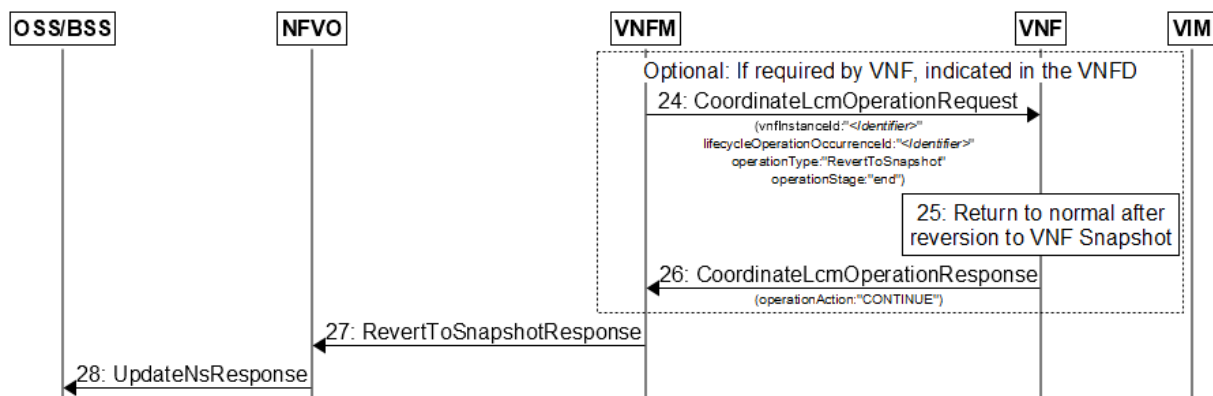 OSS/BSS NFVO VNFM VNF VIM
Optional: If required by VNF, indicated in the VNFD
24: CoordinateLcmOperationRequest
(vnfInstanceId:"<Identifier>"
lifecycleOperationOccurrenceId:"<Identifier>"
operationType:"RevertToSnapshot"
operationStage:"end")
25: Return to normal after
reversion to VNF Snapshot
26: CoordinateLcmOperationResponse
(operationAction:"CONTINUE")
27: RevertToSnapshotResponse
28: UpdateNsResponse